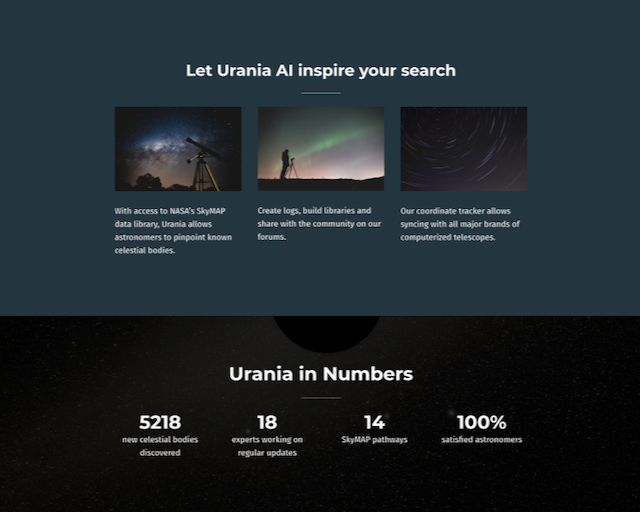 Let Urania AI inspire your search
With access to NASA's SkyMAP
data library, Urania allows
astronomers to pinpoint known
celestial bodies.
Create logs, build libraries and
share with the community on our
forums.
Our coordinate tracker allows
syncing with all major brands of
computerized telescopes.
Urania in Numbers
5218
new celestial bodies
discovered
18
experts working on
regular updates
14
SkyMAP pathways
100%
satisfied astronomers